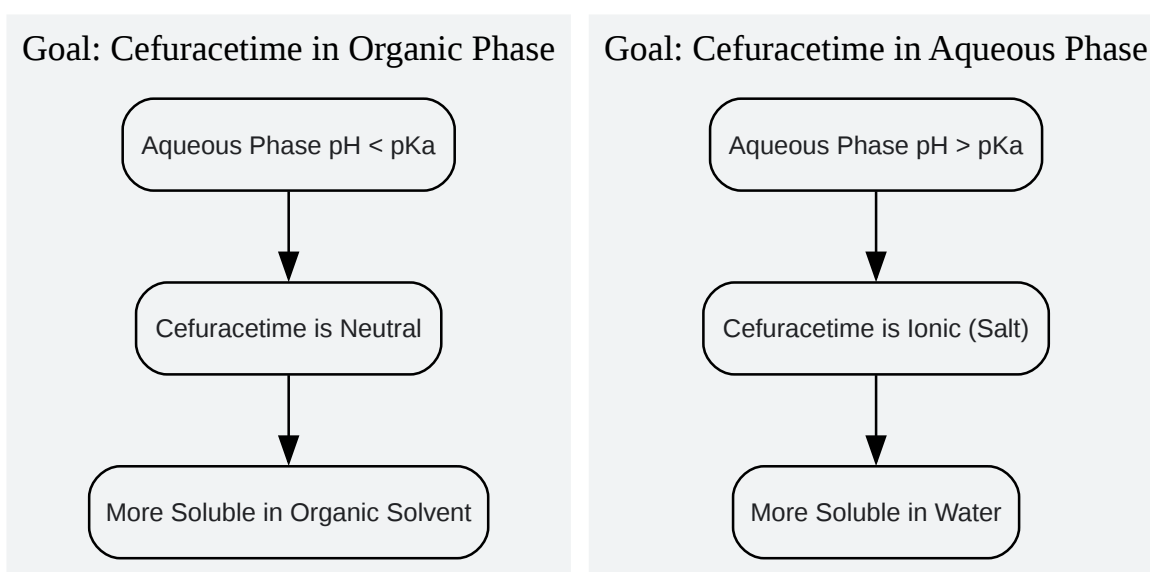 Goal: Cefuracetime in Organic Phase
Aqueous Phase pH < pKa
Cefuracetime is Neutral
More Soluble in Organic Solvent
Goal: Cefuracetime in Aqueous Phase
Aqueous Phase pH > pKa
Cefuracetime is Ionic (Salt)
More Soluble in Water